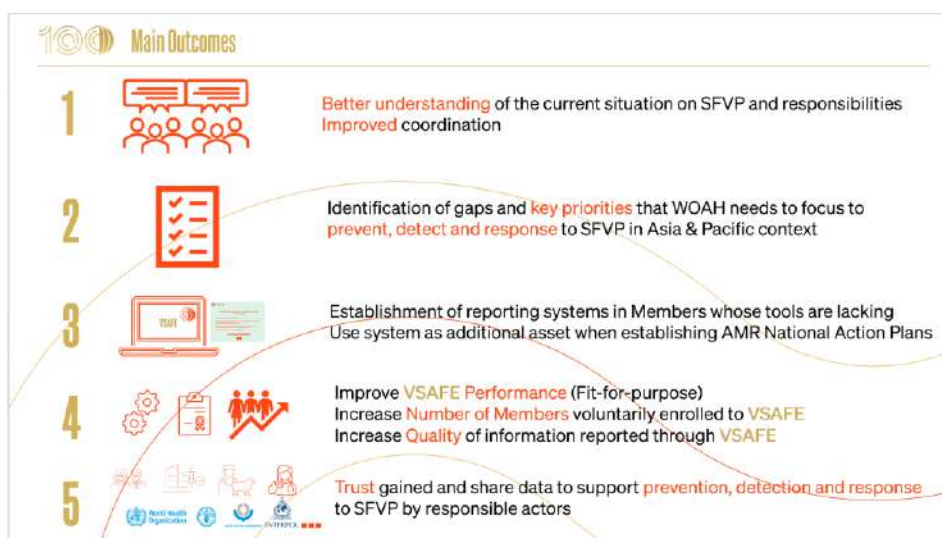 100 Main Outcomes
1
Better understanding of the current situation on SFVP and responsibilities
Improved coordination
2
Identification of gaps and key priorities that WOAH needs to focus to
prevent, detect and response to SFVP in Asia & Pacific context
3
VSAFE
Establishment of reporting systems in Members whose tools are lacking
Use system as additional asset when establishing AMR National Action Plans
4
Improve VSAFE Performance (Fit-for-purpose)
Increase Number of Members voluntarily enrolled to VSAFE
Increase Quality of information reported through VSAFE
5
Trust gained and share data to support prevention, detection and response
to SFVP by responsible actors
World Health
Organization
INTERPOL